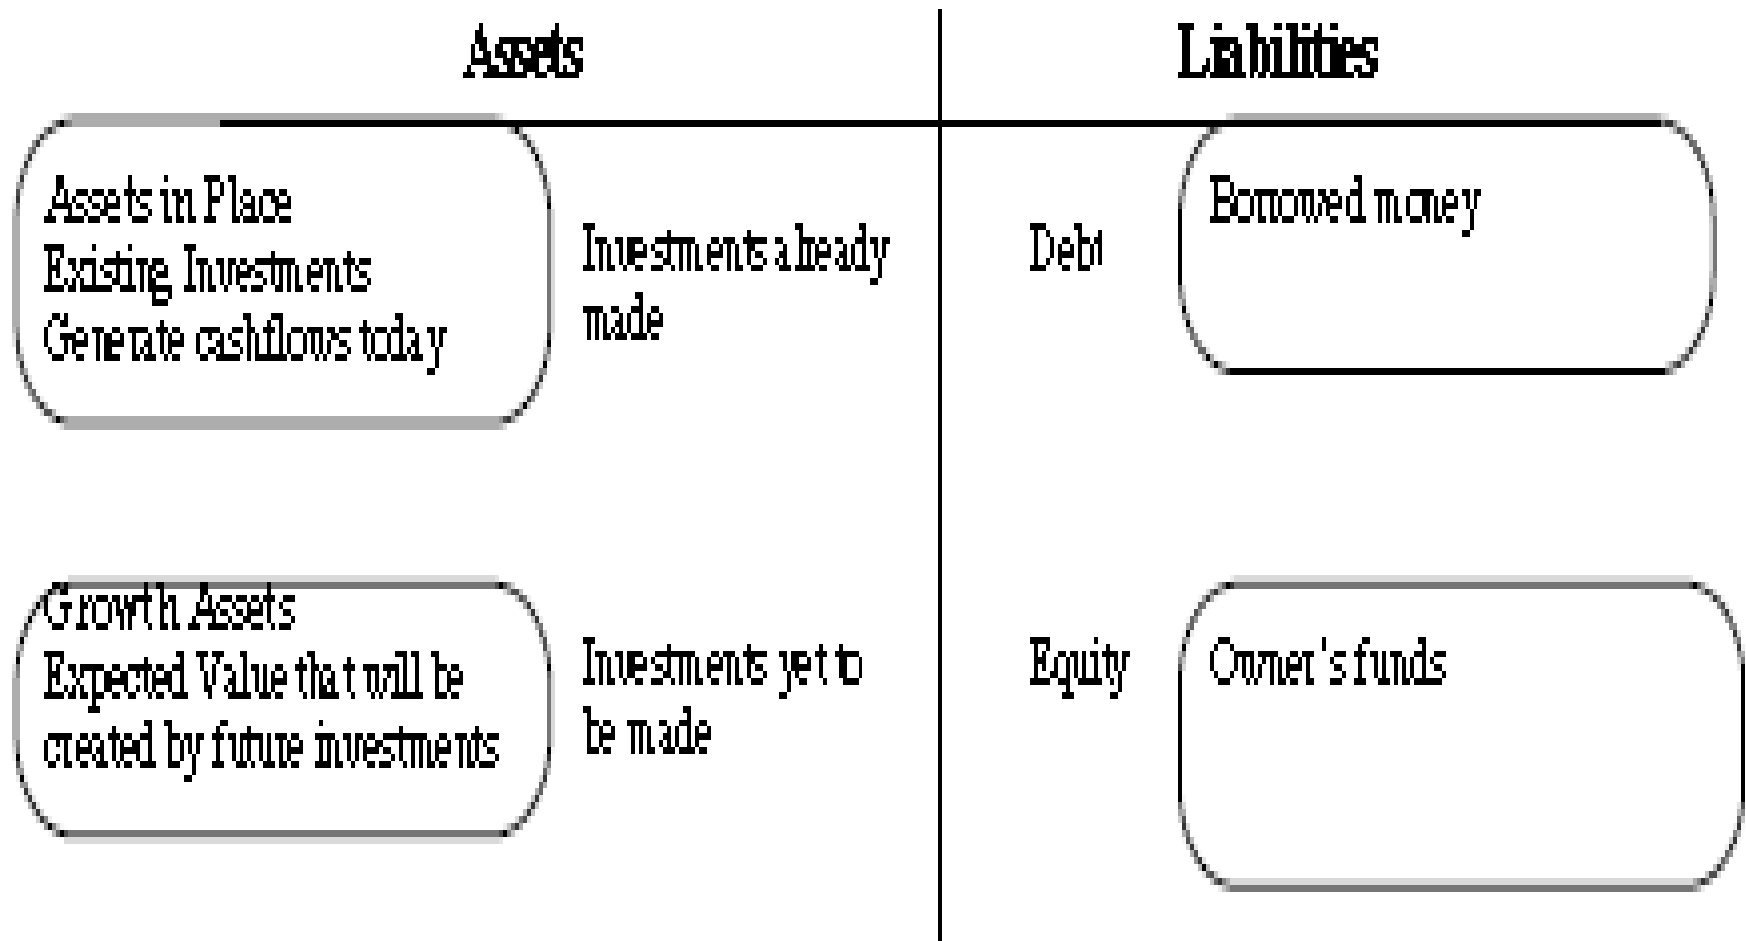 Assets
Liabilities
Assets in Place
Existing Investments
Generate cashflows today
Investments already
made
Debt
Borrowed money
Growth Assets
Expected Value that will be
created by future investments
Investments yet to
be made
Equity
Owner's funds